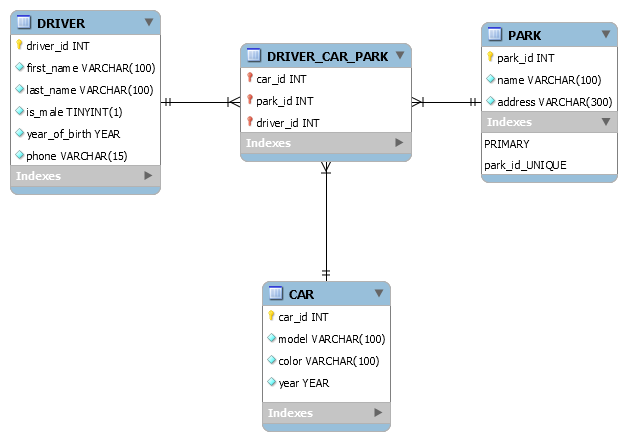 DRIVER
driver_id INT
first_name VARCHAR(100)
last_name VARCHAR(100)
is_male TINYINT(1)
year_of_birth YEAR
phone VARCHAR(15)
Indexes
DRIVER_CAR_PARK
car_id INT
park_id INT
driver_id INT
Indexes
PARK
park_id INT
name VARCHAR(100)
address VARCHAR(300)
Indexes
PRIMARY
park_id_UNIQUE
CAR
car_id INT
model VARCHAR(100)
color VARCHAR(100)
year YEAR
Indexes